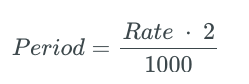 Period = Rate · 2 / 1000